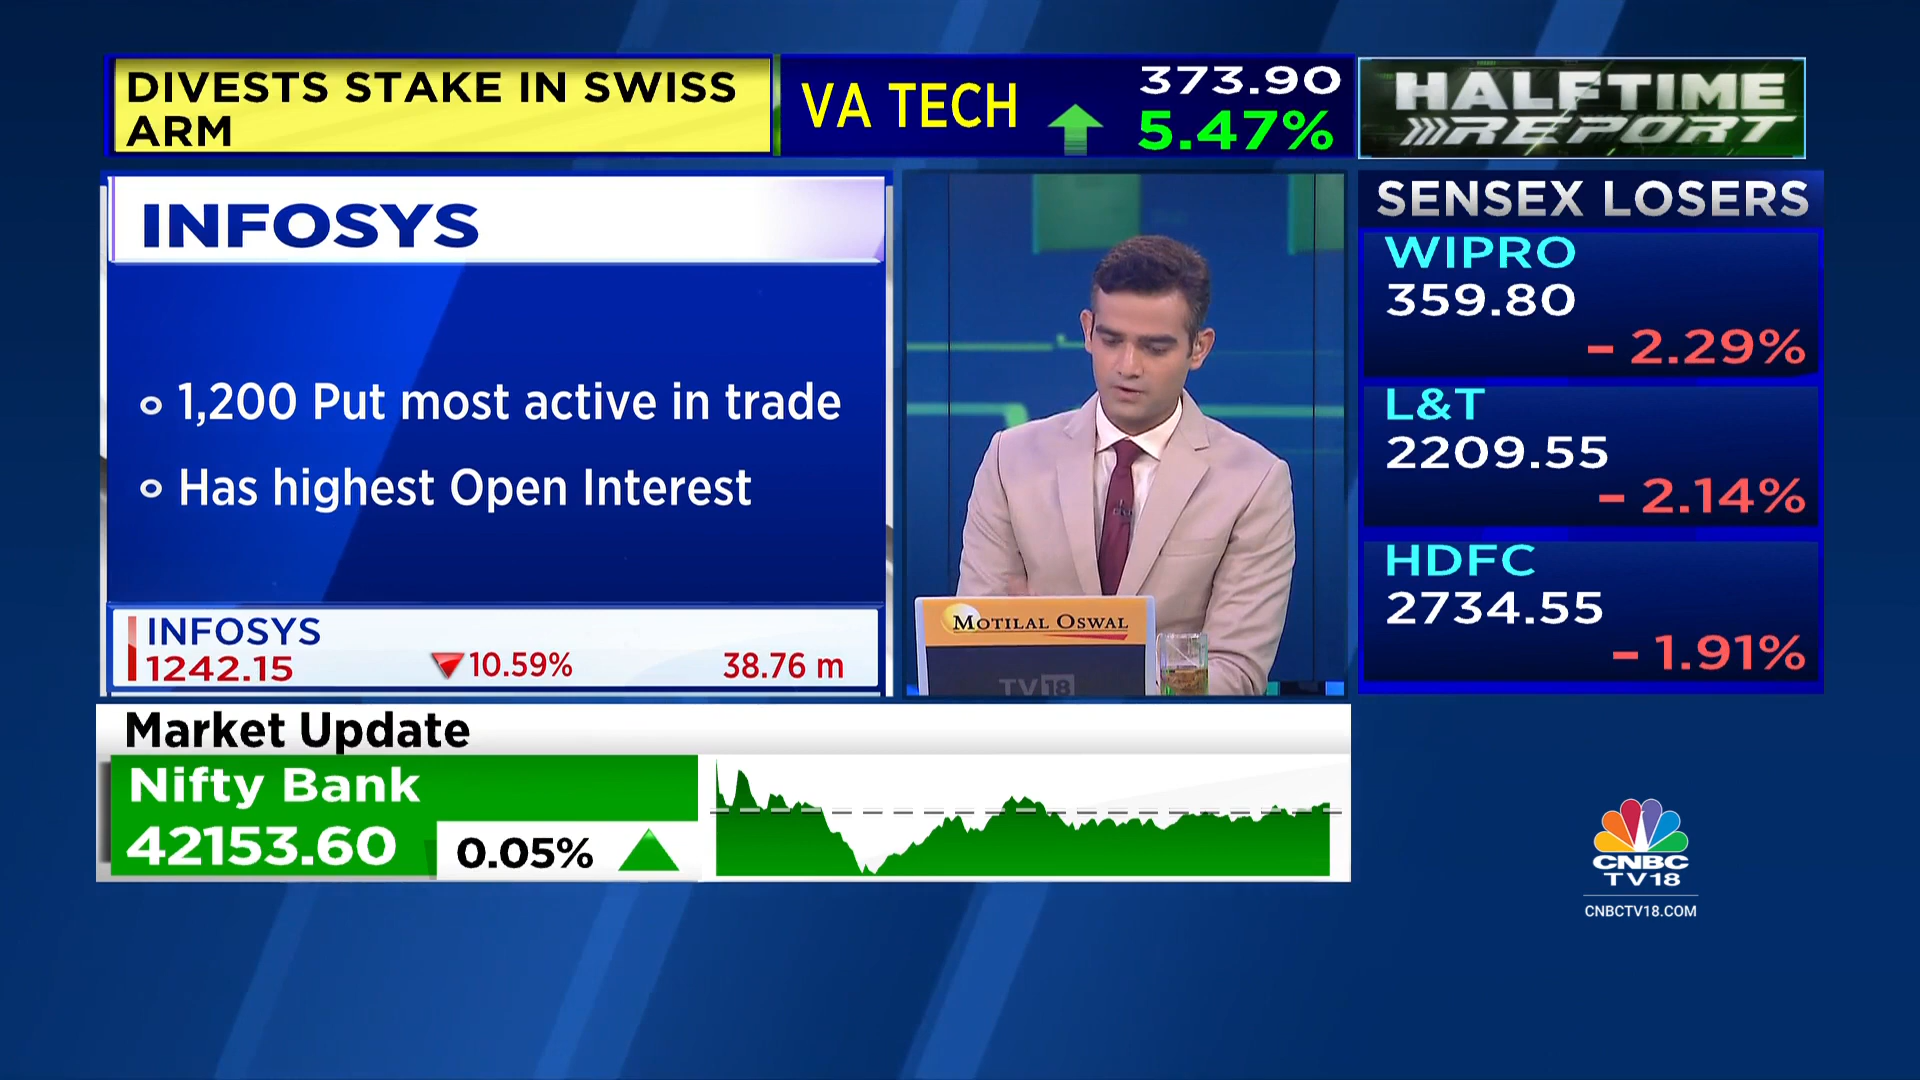 DIVESTS STAKE IN SWISS
ARM
VA TECH
373.90
5.47%
HALFTIME
REPORT
INFOSYS
o 1,200 Put most active in trade
o Has highest Open Interest
INFOSYS
1242.15
10.59%
38.76 m
MOTILAL OSWAL
TV18
SENSEX LOSERS
WIPRO
359.80
- 2.29%
L&T
2209.55
- 2.14%
HDFC
2734.55
- 1.91%
Market Update
Nifty Bank
42153.60
0.05%
CNBC
TV18
CNBCTV18.COM